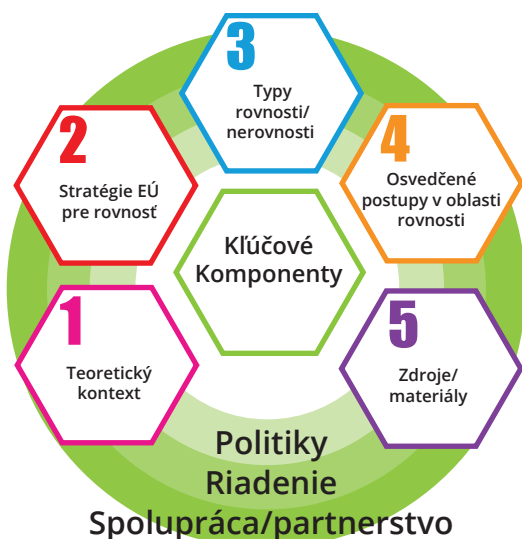 3
Typy
rovnosti/
nerovnosti
2
Stratégie EÚ
pre rovnosť
4
Osvedčené
postupy v oblasti
rovnosti
Kľúčové
Komponenty
1
Teoretický
kontext
5
Zdroje/
materiály
Politiky
Riadenie
Spolupráca/partnerstvo